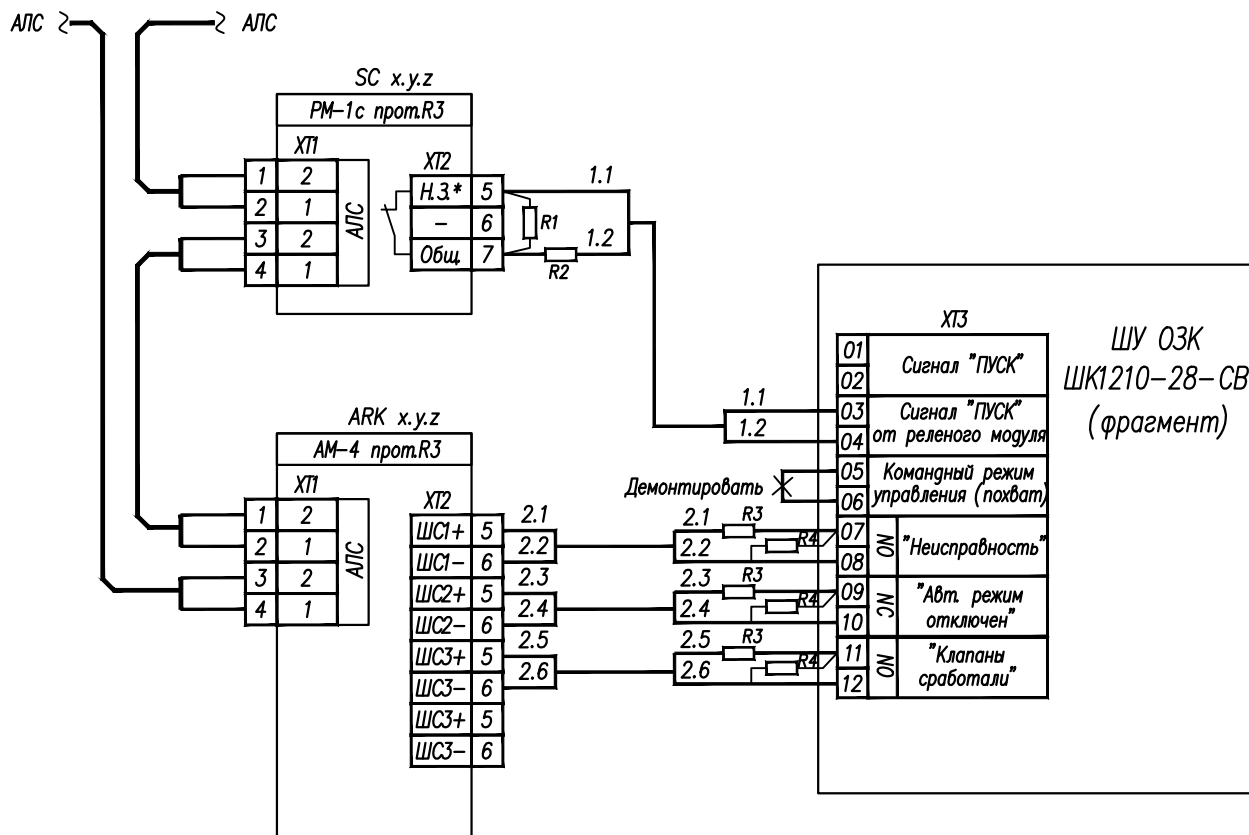 АЛС
АЛС
SC x.y.z
РМ-1с прот.R3
XT1
1 2
2 1
3 2
4 1
АЛС
XT2
Н.З.* 5
- 6
Общ. 7
R1
R2
1.1
1.2
ARK x.y.z
АМ-4 прот.R3
XT1
1 2
2 1
3 2
4 1
АЛС
XT2
ШС1+ 5
ШС1- 6
ШС2+ 5
ШС2- 6
ШС3+ 5
ШС3- 6
ШС3+ 5
ШС3- 6
2.1
2.2
2.3
2.4
2.5
2.6
1.1
1.2
Демонтировать
2.1 R3
2.2 R4
2.3 R3
2.4 R4
2.5 R3
2.6 R4
XT3
01
02
Сигнал "ПУСК"
03
04
Сигнал "ПУСК"
от реленого модуля
05
06
Командный режим
управления (похват)
07
08
NO
"Неисправность"
09
10
NC
"Авт. режим
отключен"
11
12
NO
"Клапаны
сработали"
ШУ ОЗК
ШК1210-28-СВ
(фрагмент)